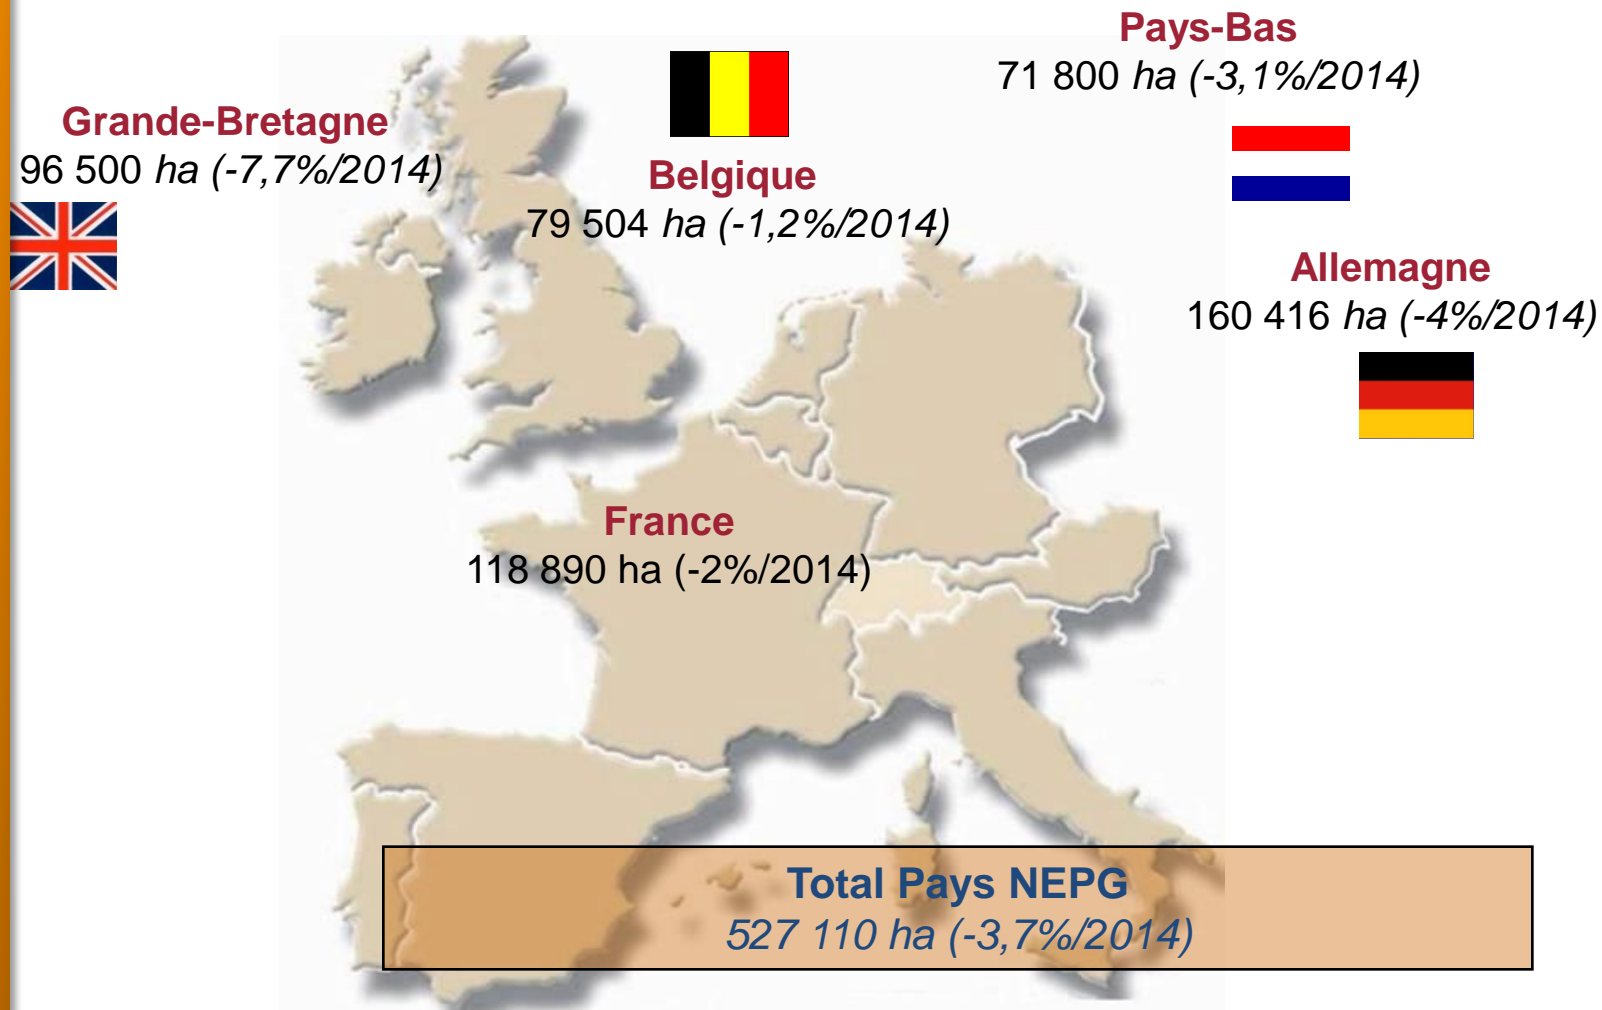 Pays-Bas
71 800 ha (-3,1%/2014)
Grande-Bretagne
96 500 ha (-7,7%/2014)
Belgique
79 504 ha (-1,2%/2014)
Allemagne
160 416 ha (-4%/2014)
France
118 890 ha (-2%/2014)
Total Pays NEPG
527 110 ha (-3,7%/2014)